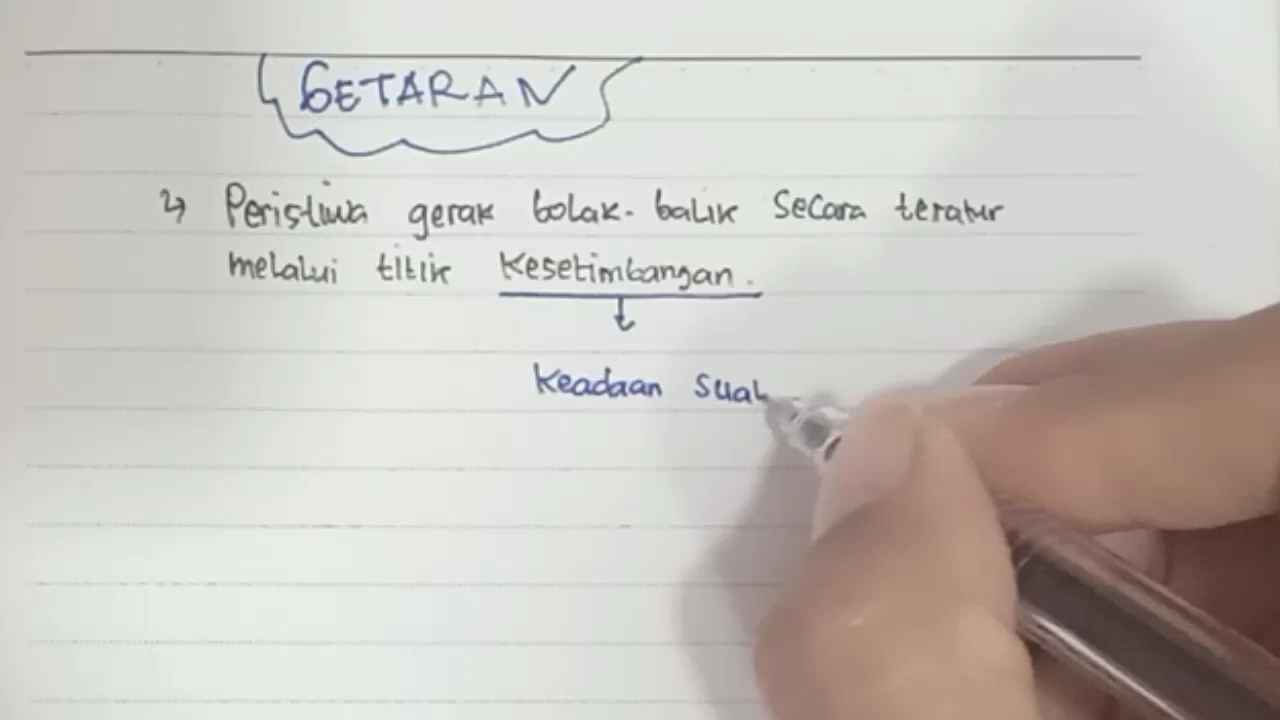 GETARAN
↳ Peristiwa gerak bolak-balik secara teratur
melalui titik kesetimbangan.
keadaan sua